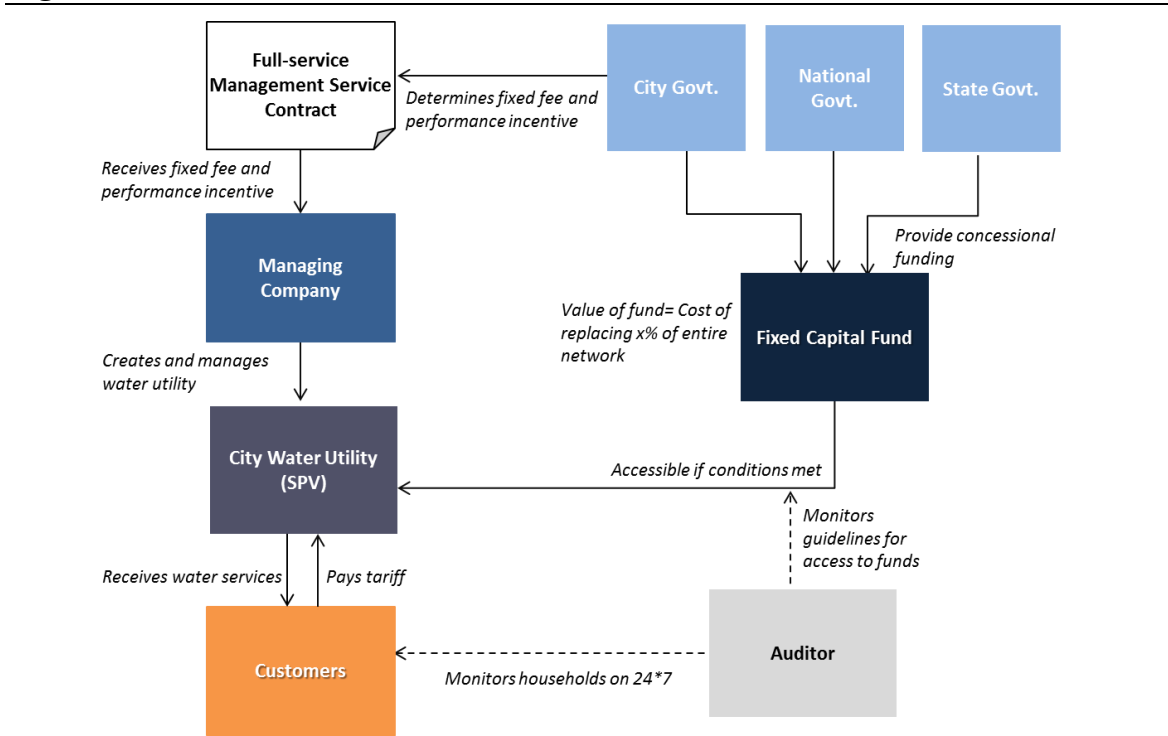 Full-service
Management Service
Contract
City Govt.
National
Govt.
State Govt.
Determines fixed fee and
performance incentive
Receives fixed fee and
performance incentive
Provide concessional
funding
Managing
Company
Value of fund= Cost of
replacing x% of entire
network
Fixed Capital Fund
Creates and manages
water utility
City Water Utility
(SPV)
Accessible if conditions met
Monitors
guidelines for
access to funds
Receives water services
Pays tariff
Customers
Auditor
Monitors households on 24*7